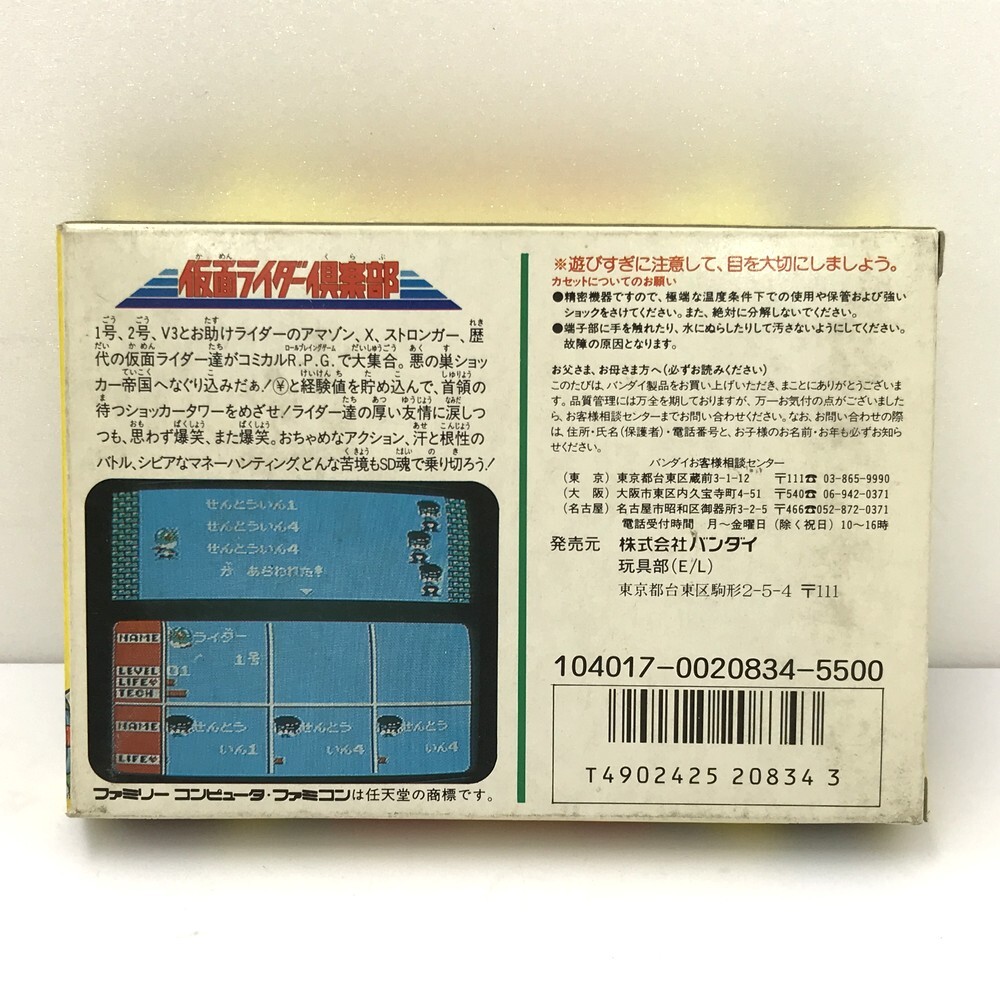 仮面ライダー倶楽部
1号、2号、V3とお助けライダーのアマゾン、X、ストロンガー、歴
代の仮面ライダー達がコミカルR.P.G.で大集合。悪の巣ショッ
カー帝国へなぐり込みだぁ!¥と経験値を貯め込んで、首領の
待つショッカータワーをめざせ!ライダー達の厚い友情に涙しつ
つも、思わず爆笑、また爆笑。おちゃめなアクション、汗と根性の
バトル、シビアなマネーハンティング、どんな苦境もSD魂で乗り切ろう!
せんとういん1
せんとういん4
せんとういん4
が あらわれた!
NAME ライダー
1号
LEVEL 01
LIFE
TECH
NAME せんとう せんとう せんとう
いん1 いん4 いん4
LIFE
ファミリー コンピュータ・ファミコンは任天堂の商標です。
※遊びすぎに注意して、目を大切にしましょう。
カセットについてのお願い
●精密機器ですので、極端な温度条件下での使用や保管および強い
ショックをさけてください。また、絶対に分解しないでください。
●端子部に手を触れたり、水にぬらしたりして汚さないようにしてください。
故障の原因となります。
お父さま、お母さま方へ(必ずお読みください)
このたびは、バンダイ製品をお買い上げいただき、まことにありがとうございま
す。品質管理には万全を期しておりますが、万一お気付の点がございました
ら、お客様相談センターまでお問い合わせください。なお、お問い合わせの際
は、住所・氏名(保護者)・電話番号と、お子様のお名前・お年も必ずお知ら
せください。
バンダイお客様相談センター
(東 京) 東京都台東区蔵前3-1-12 〒111☎ 03-865-9990
(大 阪) 大阪市東区内久宝寺町4-51 〒540☎ 06-942-0371
(名古屋) 名古屋市昭和区御器所3-2-5 〒466☎052-872-0371
電話受付時間 月～金曜日(除く祝日)10～16時
発売元 株式会社バンダイ
玩具部(E/L)
東京都台東区駒形2-5-4 〒111
104017-0020834-5500
T4902425 20834 3